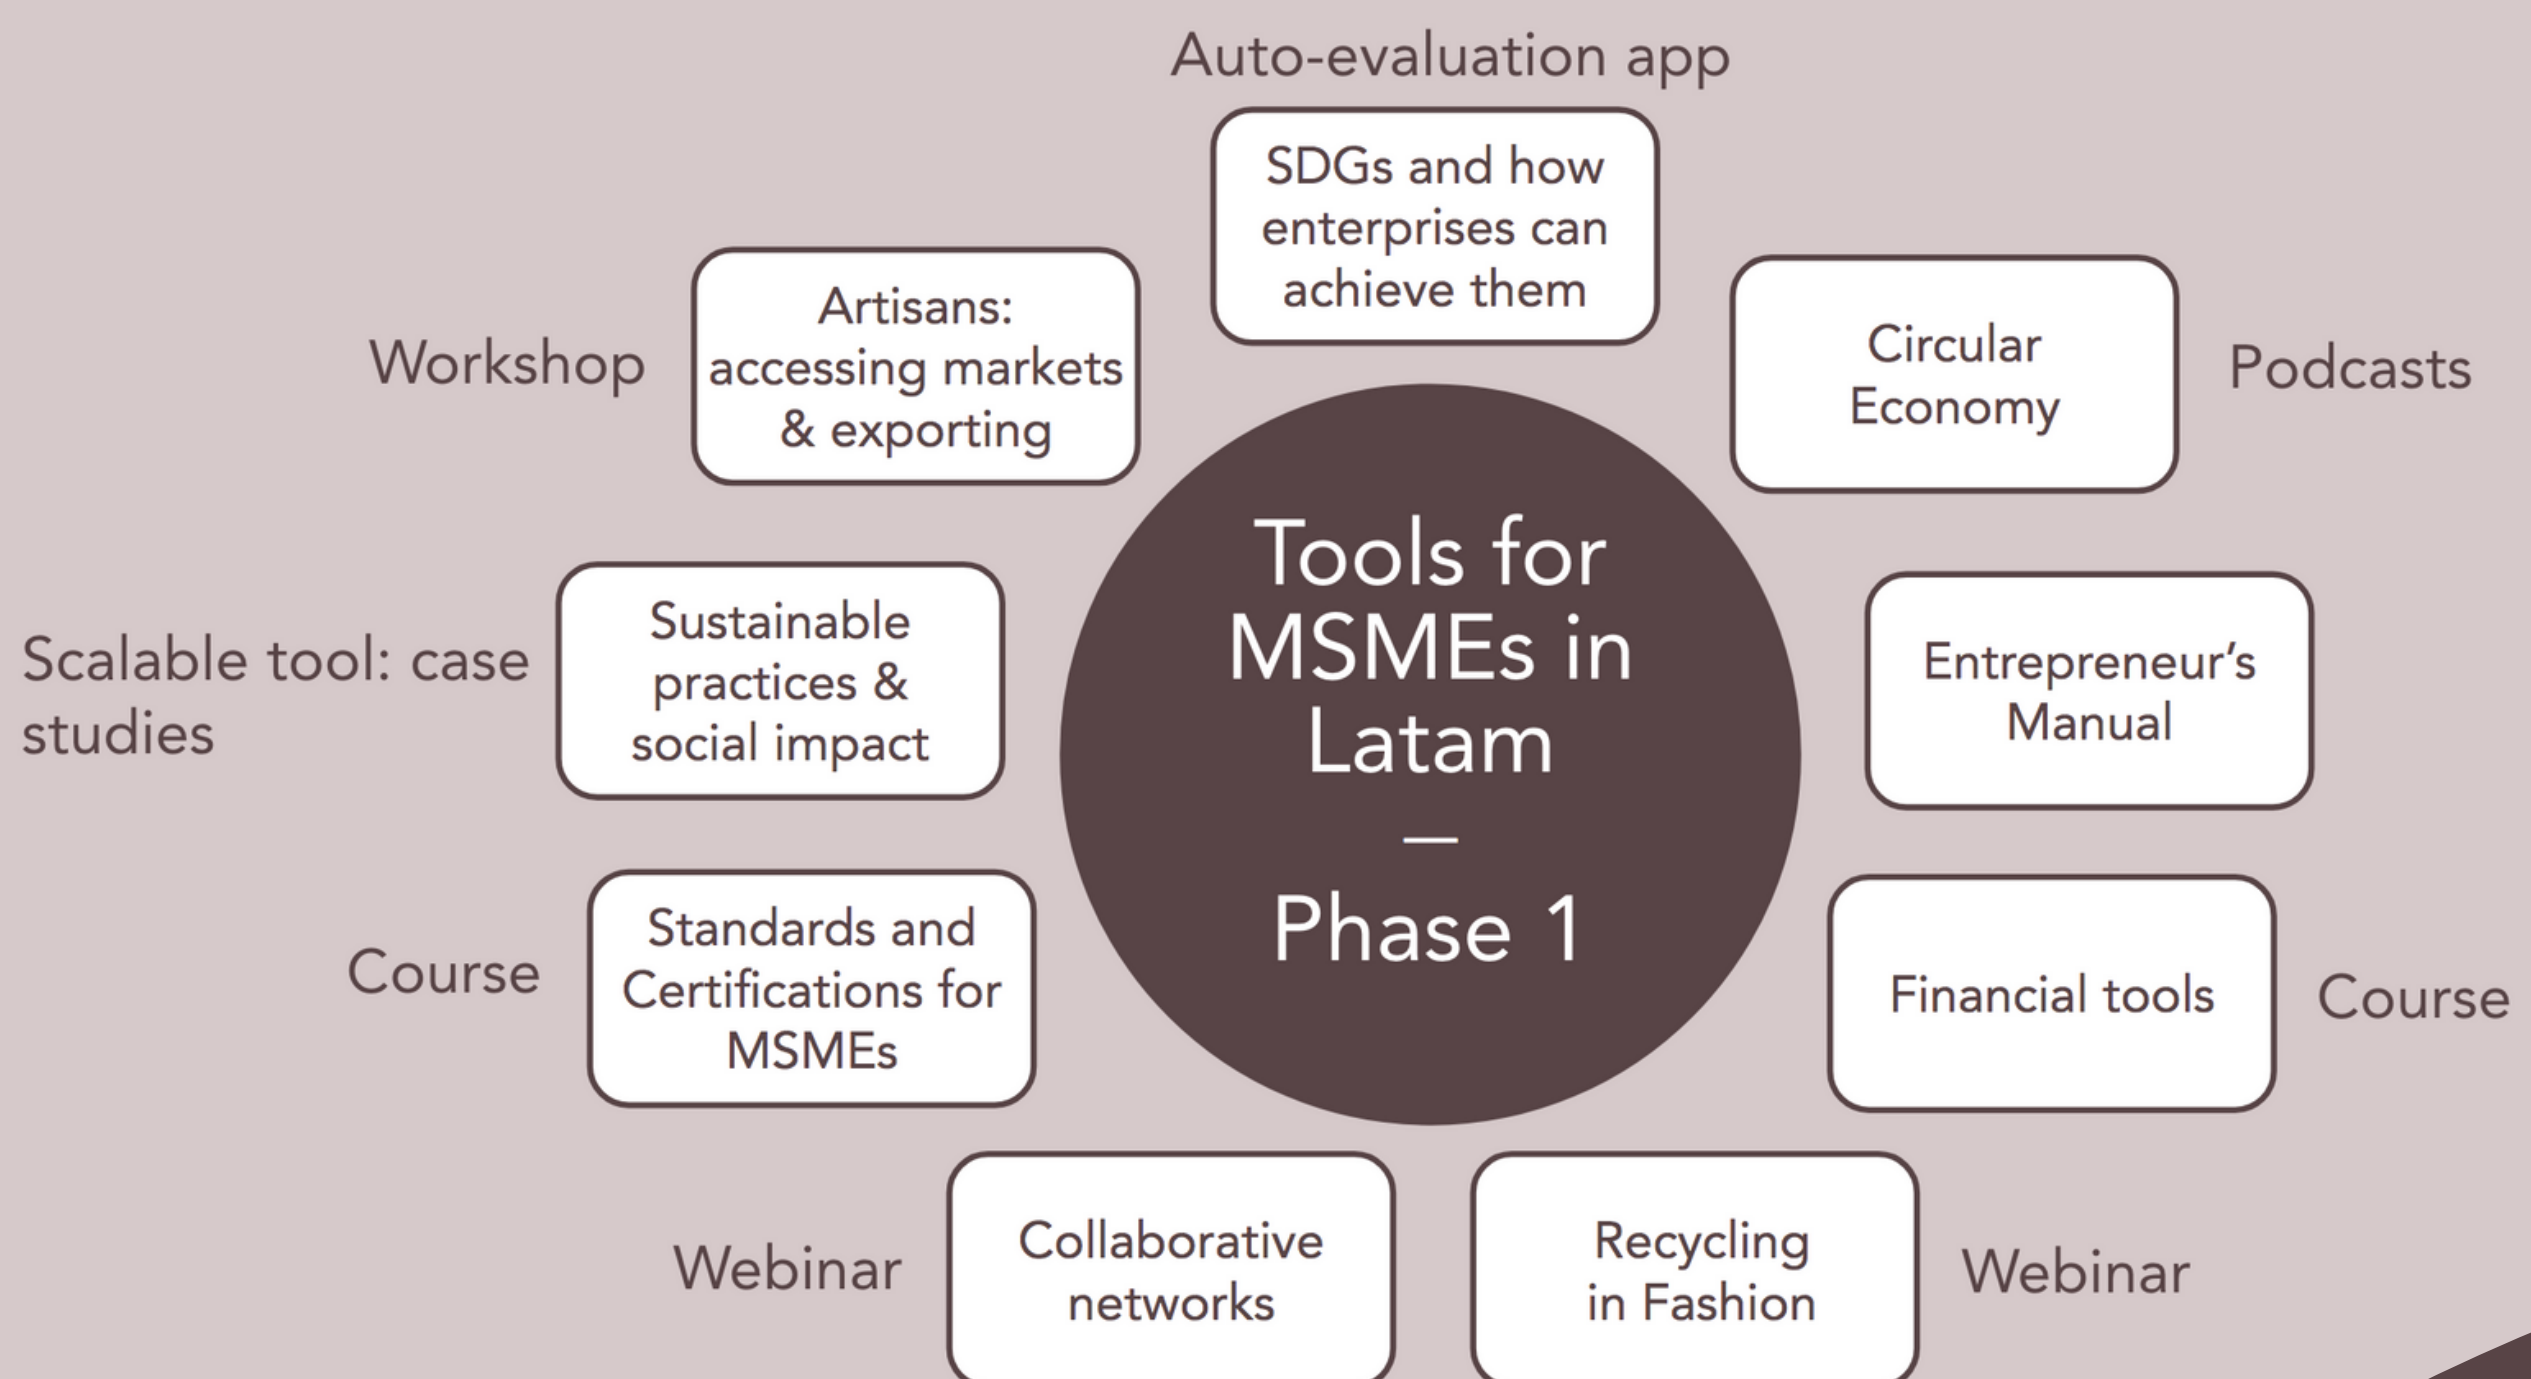 Auto-evaluation app
SDGs and how
enterprises can
achieve them
Workshop
Artisans:
accessing markets
& exporting
Circular
Economy
Podcasts
Tools for
MSMEs in
Latam
—
Phase 1
Scalable tool: case
studies
Sustainable
practices &
social impact
Entrepreneur’s
Manual
Course
Standards and
Certifications for
MSMEs
Financial tools
Course
Webinar
Collaborative
networks
Recycling
in Fashion
Webinar